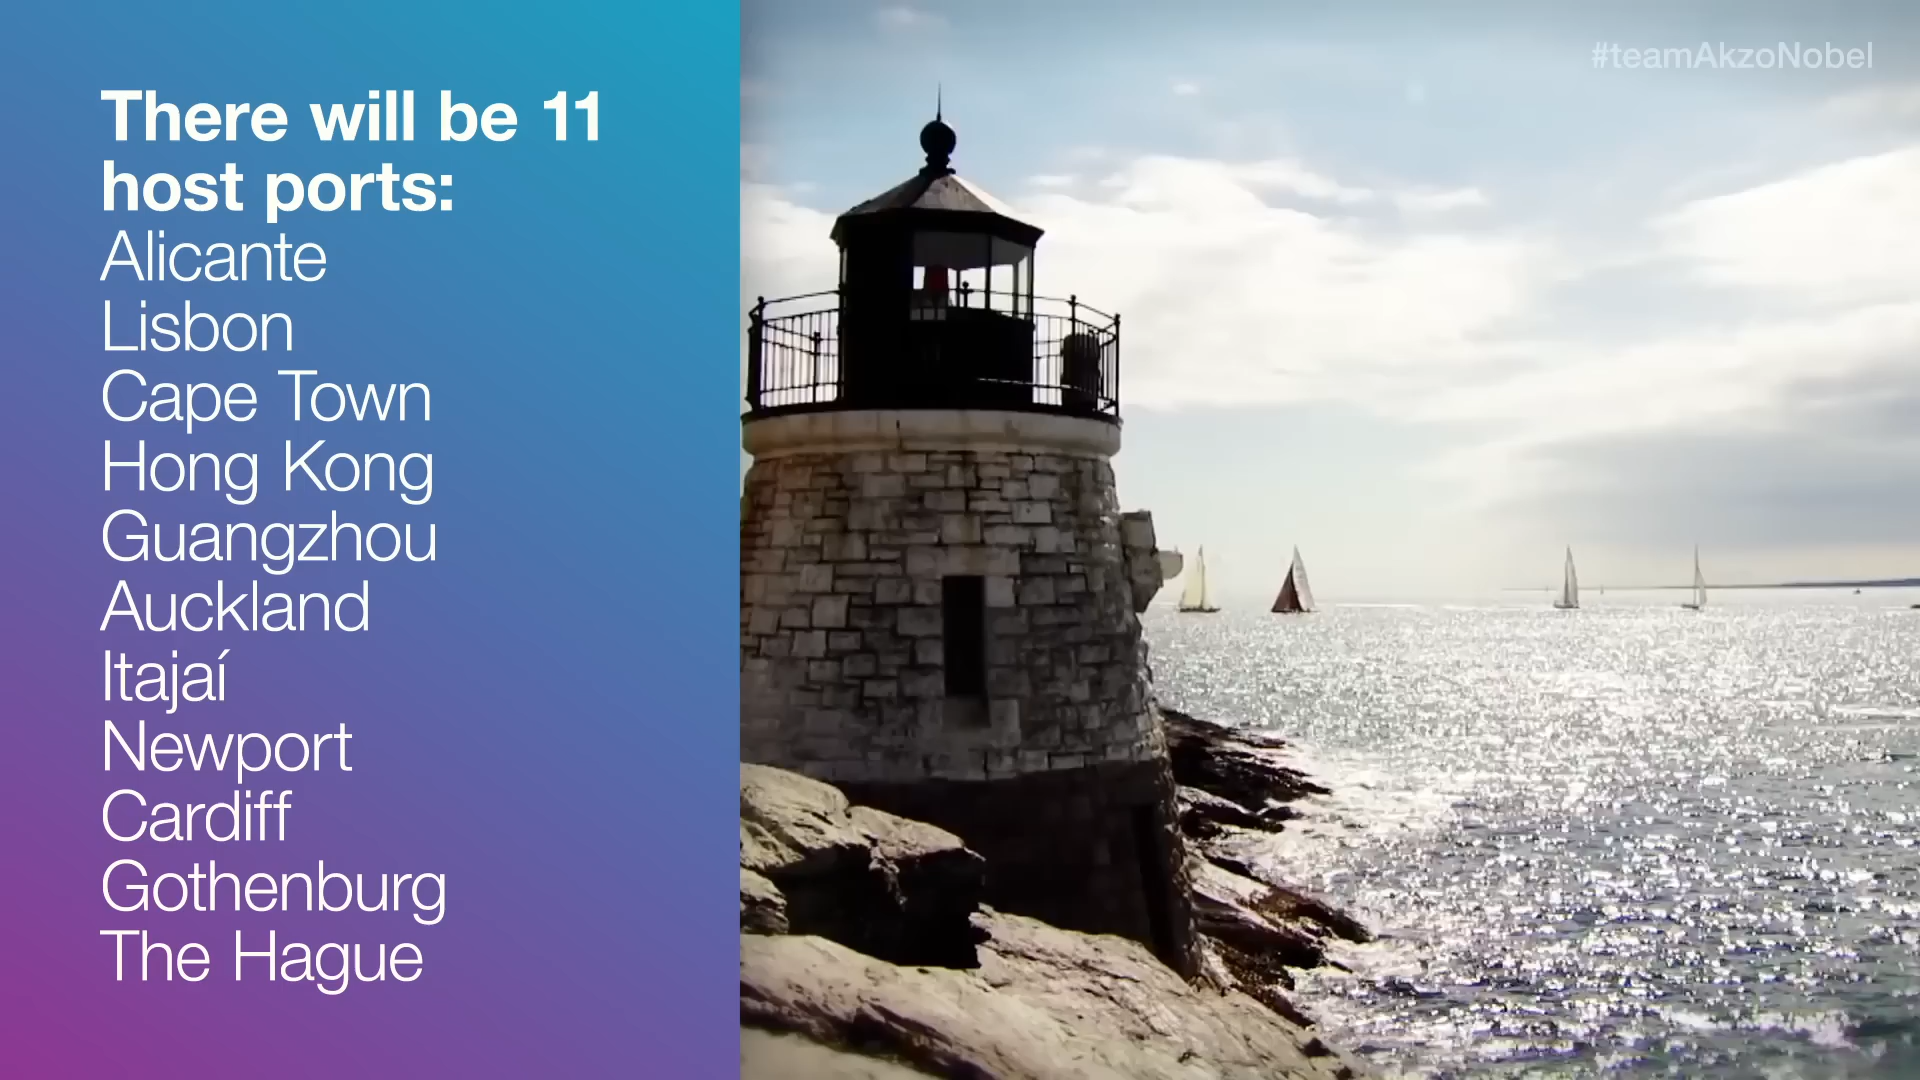 #teamAkzoNobel
There will be 11
host ports:
Alicante
Lisbon
Cape Town
Hong Kong
Guangzhou
Auckland
Itajaí
Newport
Cardiff
Gothenburg
The Hague